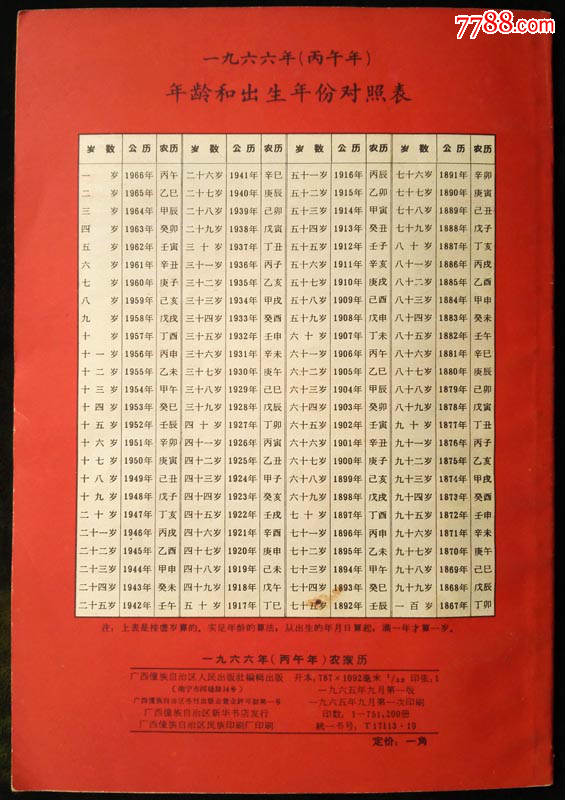 7788.com
一九六六年(丙午年)
年龄和出生年份对照表
岁 数 公历 农历 岁 数 公历 农历 岁 数 公历 农历 岁 数 公历 农历
一 岁 1966年 丙午 二十六岁 1941年 辛巳 五十一岁 1916年 丙辰 七十六岁 1891年 辛卯
二 岁 1965年 乙巳 二十七岁 1940年 庚辰 五十二岁 1915年 乙卯 七十七岁 1890年 庚寅
三 岁 1964年 甲辰 二十八岁 1939年 己卯 五十三岁 1914年 甲寅 七十八岁 1889年 己丑
四 岁 1963年 癸卯 二十九岁 1938年 戊寅 五十四岁 1913年 癸丑 七十九岁 1888年 戊子
五 岁 1962年 壬寅 三十岁 1937年 丁丑 五十五岁 1912年 壬子 八十岁 1887年 丁亥
六 岁 1961年 辛丑 三十一岁 1936年 丙子 五十六岁 1911年 辛亥 八十一岁 1886年 丙戌
七 岁 1960年 庚子 三十二岁 1935年 乙亥 五十七岁 1910年 庚戌 八十二岁 1885年 乙酉
八 岁 1959年 己亥 三十三岁 1934年 甲戌 五十八岁 1909年 己酉 八十三岁 1884年 甲申
九 岁 1958年 戊戌 三十四岁 1933年 癸酉 五十九岁 1908年 戊申 八十四岁 1883年 癸未
十 岁 1957年 丁酉 三十五岁 1932年 壬申 六十岁 1907年 丁未 八十五岁 1882年 壬午
十一岁 1956年 丙申 三十六岁 1931年 辛未 六十一岁 1906年 丙午 八十六岁 1881年 辛巳
十二岁 1955年 乙未 三十七岁 1930年 庚午 六十二岁 1905年 乙巳 八十七岁 1880年 庚辰
十三岁 1954年 甲午 三十八岁 1929年 己巳 六十三岁 1904年 甲辰 八十八岁 1879年 己卯
十四岁 1953年 癸巳 三十九岁 1928年 戊辰 六十四岁 1903年 癸卯 八十九岁 1878年 戊寅
十五岁 1952年 壬辰 四十岁 1927年 丁卯 六十五岁 1902年 壬寅 九十岁 1877年 丁丑
十六岁 1951年 辛卯 四十一岁 1926年 丙寅 六十六岁 1901年 辛丑 九十一岁 1876年 丙子
十七岁 1950年 庚寅 四十二岁 1925年 乙丑 六十七岁 1900年 庚子 九十二岁 1875年 乙亥
十八岁 1949年 己丑 四十三岁 1924年 甲子 六十八岁 1899年 己亥 九十三岁 1874年 甲戌
十九岁 1948年 戊子 四十四岁 1923年 癸亥 六十九岁 1898年 戊戌 九十四岁 1873年 癸酉
二十岁 1947年 丁亥 四十五岁 1922年 壬戌 七十岁 1897年 丁酉 九十五岁 1872年 壬申
二十一岁 1946年 丙戌 四十六岁 1921年 辛酉 七十一岁 1896年 丙申 九十六岁 1871年 辛未
二十二岁 1945年 乙酉 四十七岁 1920年 庚申 七十二岁 1895年 乙未 九十七岁 1870年 庚午
二十三岁 1944年 甲申 四十八岁 1919年 己未 七十三岁 1894年 甲午 九十八岁 1869年 己巳
二十四岁 1943年 癸未 四十九岁 1918年 戊午 七十四岁 1893年 癸巳 九十九岁 1868年 戊辰
二十五岁 1942年 壬午 五十岁 1917年 丁巳 七十五岁 1892年 壬辰 一百岁 1867年 丁卯
注：上表是按虚岁算的。实足年龄的算法，从出生的年月日算起，满一年才算一岁。
一九六六年(丙午年)农家历
广西僮族自治区人民出版社编辑出版 开本，787×1092毫米 1/32 印张：1
一九六五年九月第一版
一九六五年九月第一次印刷
广西僮族自治区新华书店发行 印数：1—751,200册
广西僮族自治区民族印刷厂印刷 统一书号：T17113·19
定价：一角